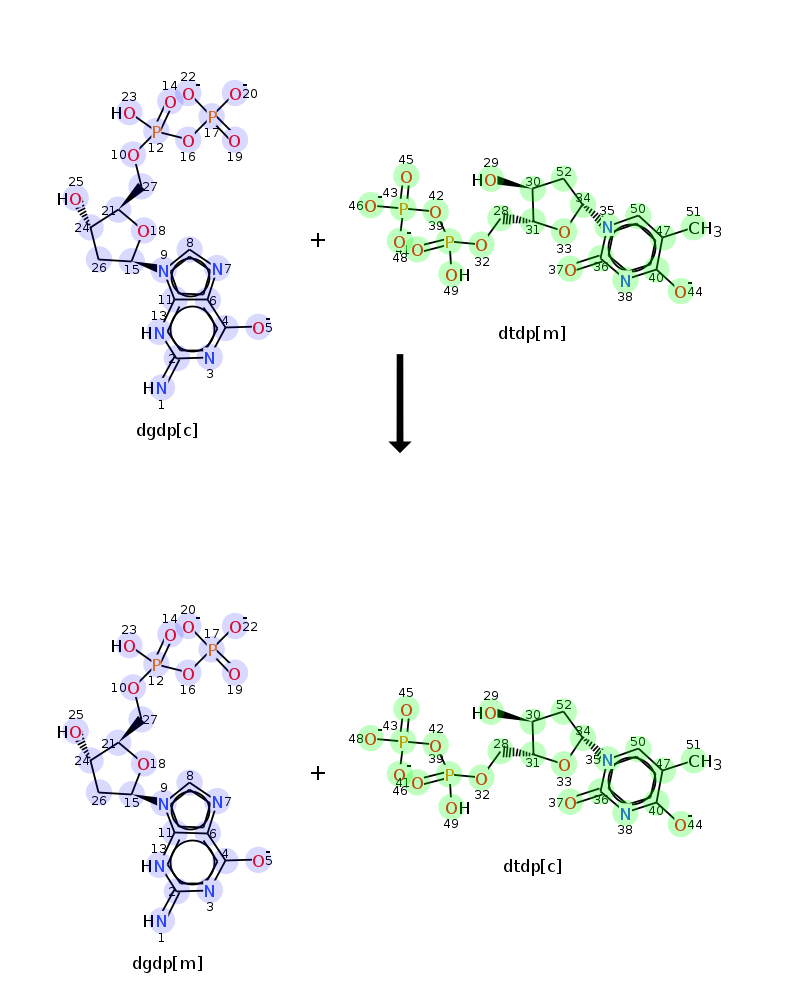 22
14 O- O- 20
23 O
HO P 17
P O O
12 16 19
10 O
25 27
HO 21
24 O 18
8
9
26 15 N N 7
11 6
13 4
HN O- 5
2 N
3
HN
1
dgdp[c]
+
45
O
29 52
HO 30 34
43 42 28 35 50 51
46 O- P O N 47 CH3
39 31 O
O- O P O 33
41 32 O 36
48 OH 37 O N 40
49 38 O- 44
dtdp[m]
20
14 O- O- 22
23 O 17
HO P
P O O
12 16 19
10 O
25 27
HO 21
24 O 18
8
9
26 15 N N 7
11 6
13 4
HN O- 5
2 N
3
HN
1
dgdp[m]
+
45
O
29 52
HO 30 34
43 42 28 35 50 51
48 O- P O N 47 CH3
39 31 O
O- O P O 33
41 32 O 36
46 OH 37 O N 40
49 38 O- 44
dtdp[c]